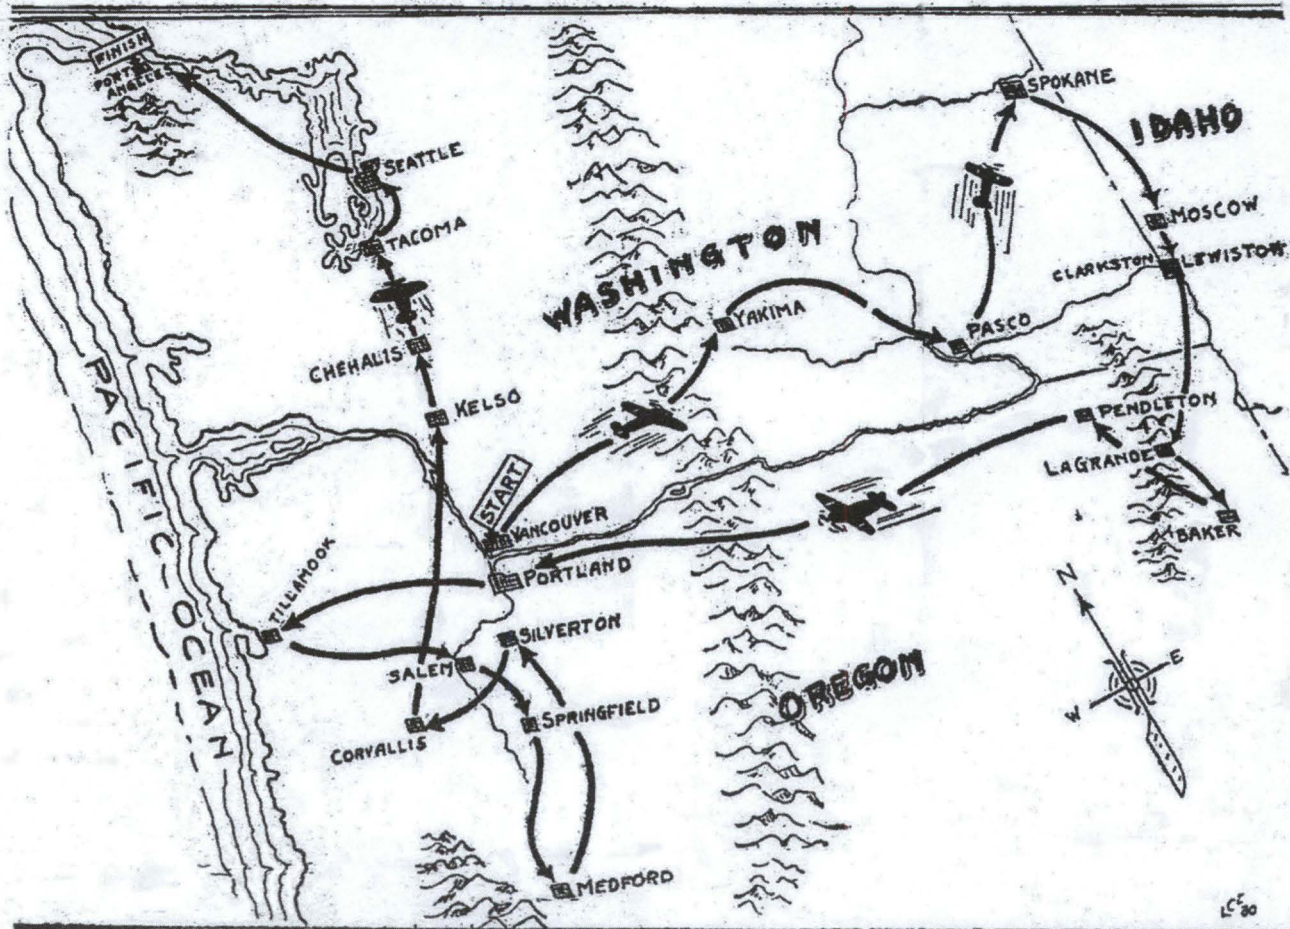 FINISH
PORT
ANGELES
SPOKANE
IDAHO
SEATTLE
MOSCOW
TACOMA
CLARKSTON
LEWISTON
WASHINGTON
YAKIMA
PASCO
CHEHALIS
KELSO
PENDLETON
LAGRANDE
START
VANCOUVER
BAKER
PACIFIC OCEAN
PORTLAND
TILLAMOOK
SILVERTON
SALEM
N
E
W
OREGON
SPRINGFIELD
CORVALLIS
MEDFORD